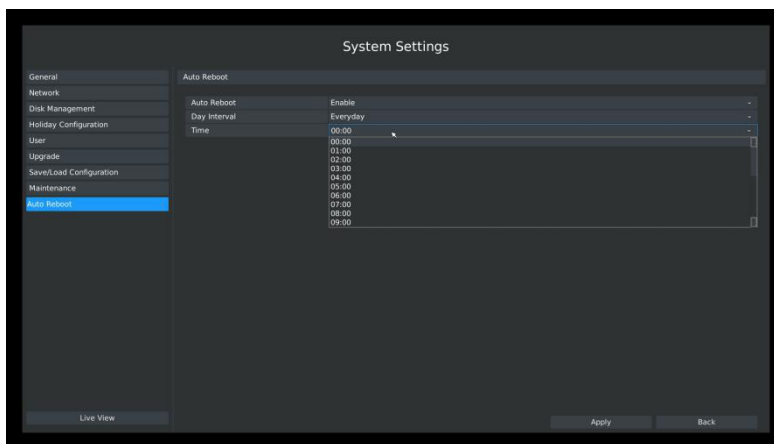 System Settings
General
Network
Disk Management
Holiday Configuration
User
Upgrade
Save/Load Configuration
Maintenance
Auto Reboot
Live View
Auto Reboot
Auto Reboot Enable
Day Interval Everyday
Time 00:00
00:00
01:00
02:00
03:00
04:00
05:00
06:00
07:00
08:00
09:00
Apply Back